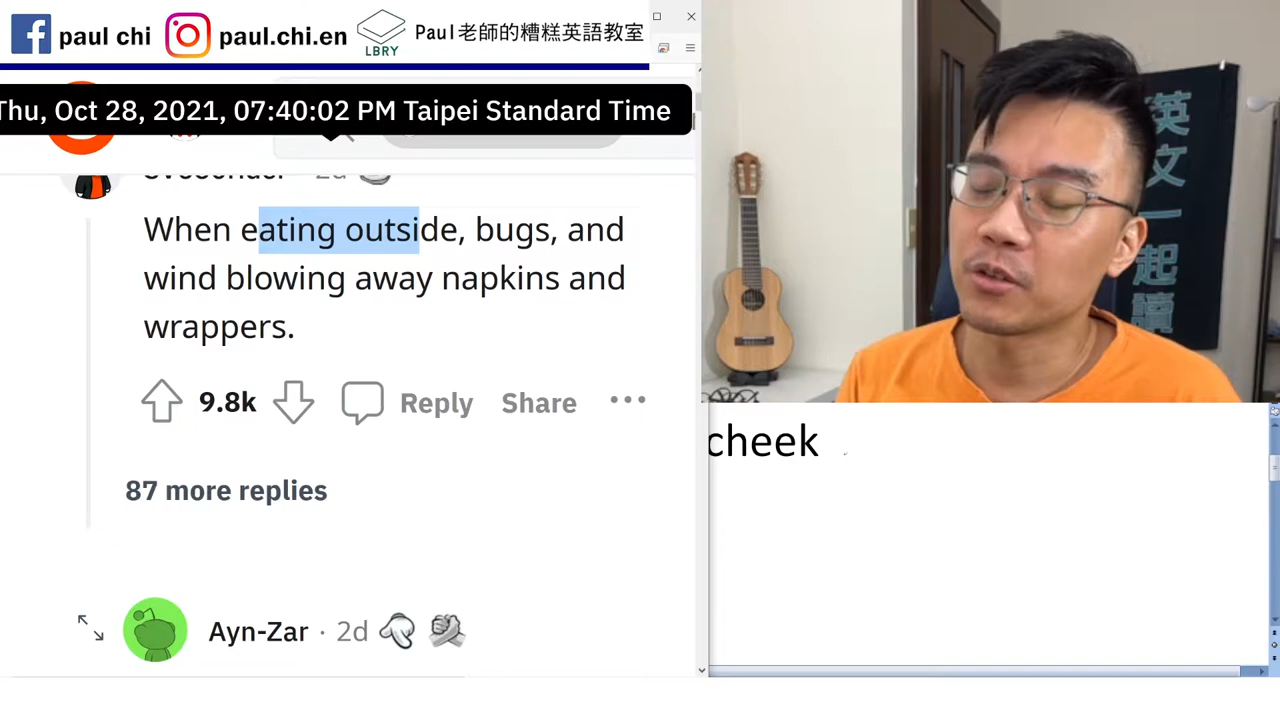 paul chi
paul.chi.en
LBRY
Paul老師的糟糕英語教室
Thu, Oct 28, 2021, 07:40:02 PM Taipei Standard Time
2d
When eating outside, bugs, and
wind blowing away napkins and
wrappers.
9.8k
Reply
Share
87 more replies
Ayn-Zar · 2d
英文一起讀
cheek